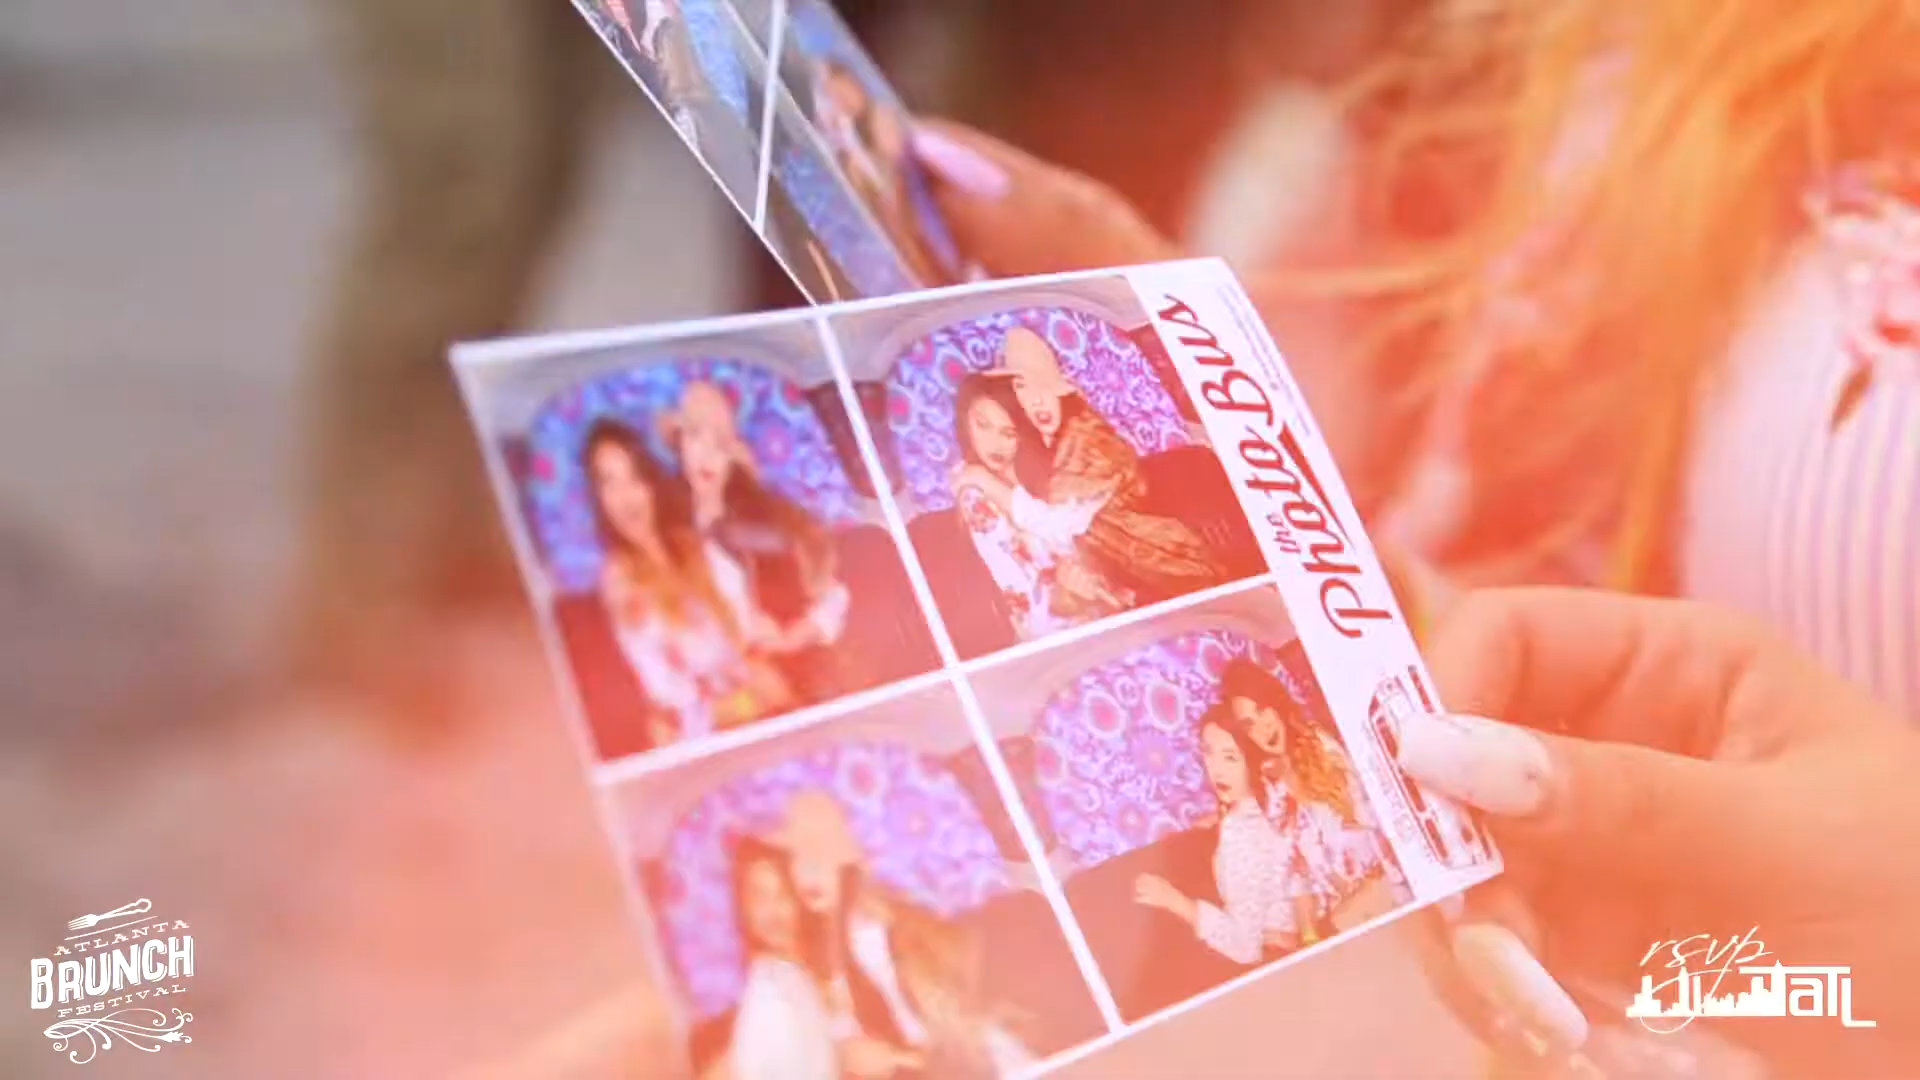 the
Photo Bus
ATLANTA
BRUNCH
FESTIVAL
rsvp
ATL